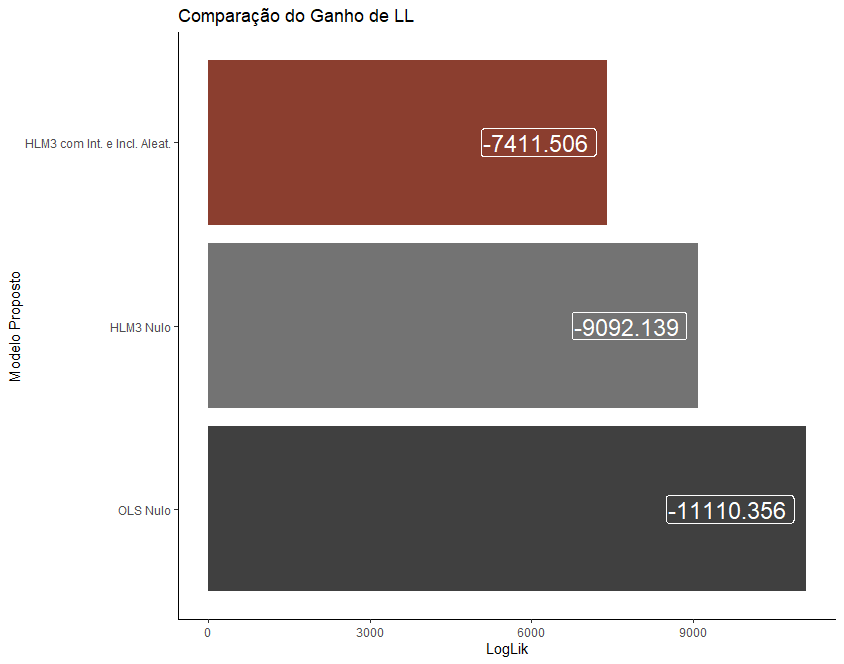 Comparação do Ganho de LL
Modelo Proposto
HLM3 com Int. e Incl. Aleat.
-7411.506
HLM3 Nulo
-9092.139
OLS Nulo
-11110.356
0 3000 6000 9000
LogLik